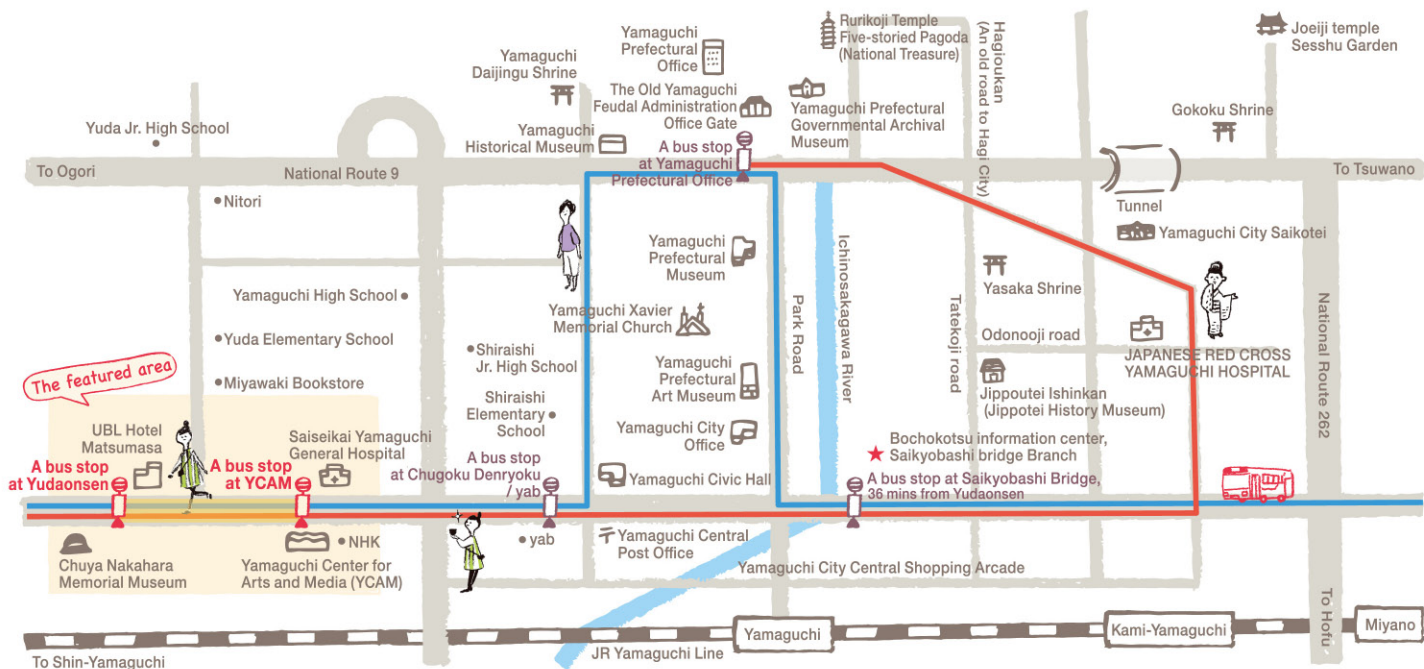 Yamaguchi
Prefectural
Office
Rurikoji Temple
Five-storied Pagoda
(National Treasure)
Hagioukan
(An old road to Hagi City)
Joeiji temple
Sesshu Garden
Yamaguchi
Daijingu Shrine
The Old Yamaguchi
Feudal Administration
Office Gate
Yamaguchi Prefectural
Governmental Archival
Museum
Gokoku Shrine
Yuda Jr. High School
Yamaguchi
Historical Museum
A bus stop
at Yamaguchi
Prefectural Office
To Ogori
National Route 9
To Tsuwano
Tunnel
Nitori
Yamaguchi City Saikotei
Yamaguchi
Prefectural
Museum
Ichinosakagawa River
Yasaka Shrine
Yamaguchi High School
Park Road
Tatekoji road
National Route 262
Yamaguchi Xavier
Memorial Church
Odonooji road
Yuda Elementary School
Shiraishi
Jr. High School
JAPANESE RED CROSS
YAMAGUCHI HOSPITAL
The featured area
Miyawaki Bookstore
Yamaguchi
Prefectural
Art Museum
Jippoutei Ishinkan
(Jippotei History Museum)
Shiraishi
Elementary
School
UBL Hotel
Matsumasa
Saiseikai Yamaguchi
General Hospital
Yamaguchi City
Office
Bochokotsu information center,
Saikyobashi bridge Branch
A bus stop
at Yudaonsen
A bus stop
at YCAM
A bus stop
at Chugoku Denryoku
/ yab
Yamaguchi Civic Hall
A bus stop at Saikyobashi Bridge,
36 mins from Yudaonsen
Chuya Nakahara
Memorial Museum
NHK
Yamaguchi Center for
Arts and Media (YCAM)
yab
Yamaguchi Central
Post Office
Yamaguchi City Central Shopping Arcade
To Hofu
Yamaguchi
Kami-Yamaguchi
Miyano
To Shin-Yamaguchi
JR Yamaguchi Line